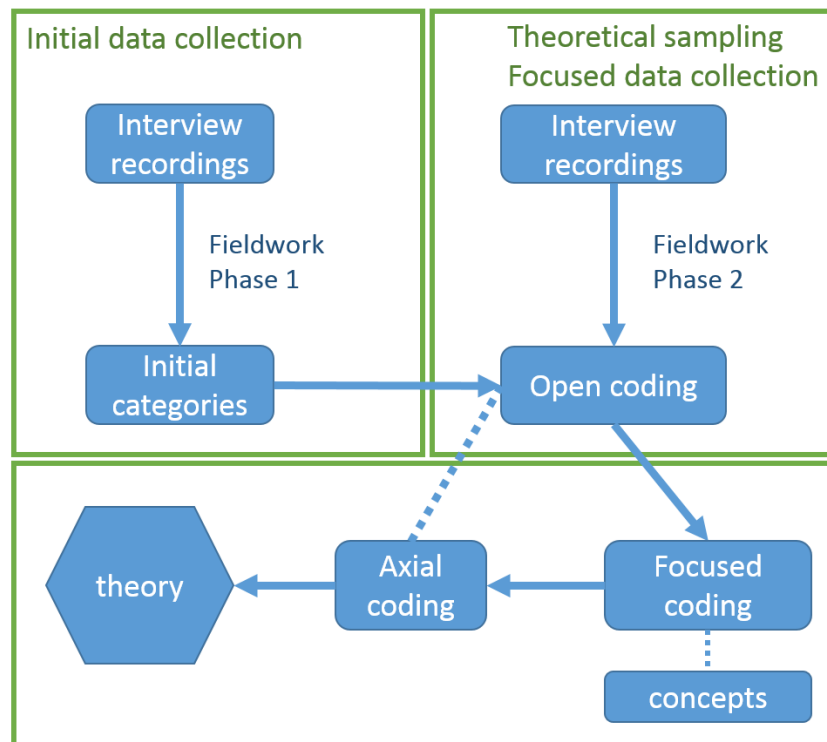 Initial data collection
Interview
recordings
Fieldwork
Phase 1
Initial
categories
Theoretical sampling
Focused data collection
Interview
recordings
Fieldwork
Phase 2
Open coding
theory
Axial
coding
Focused
coding
concepts